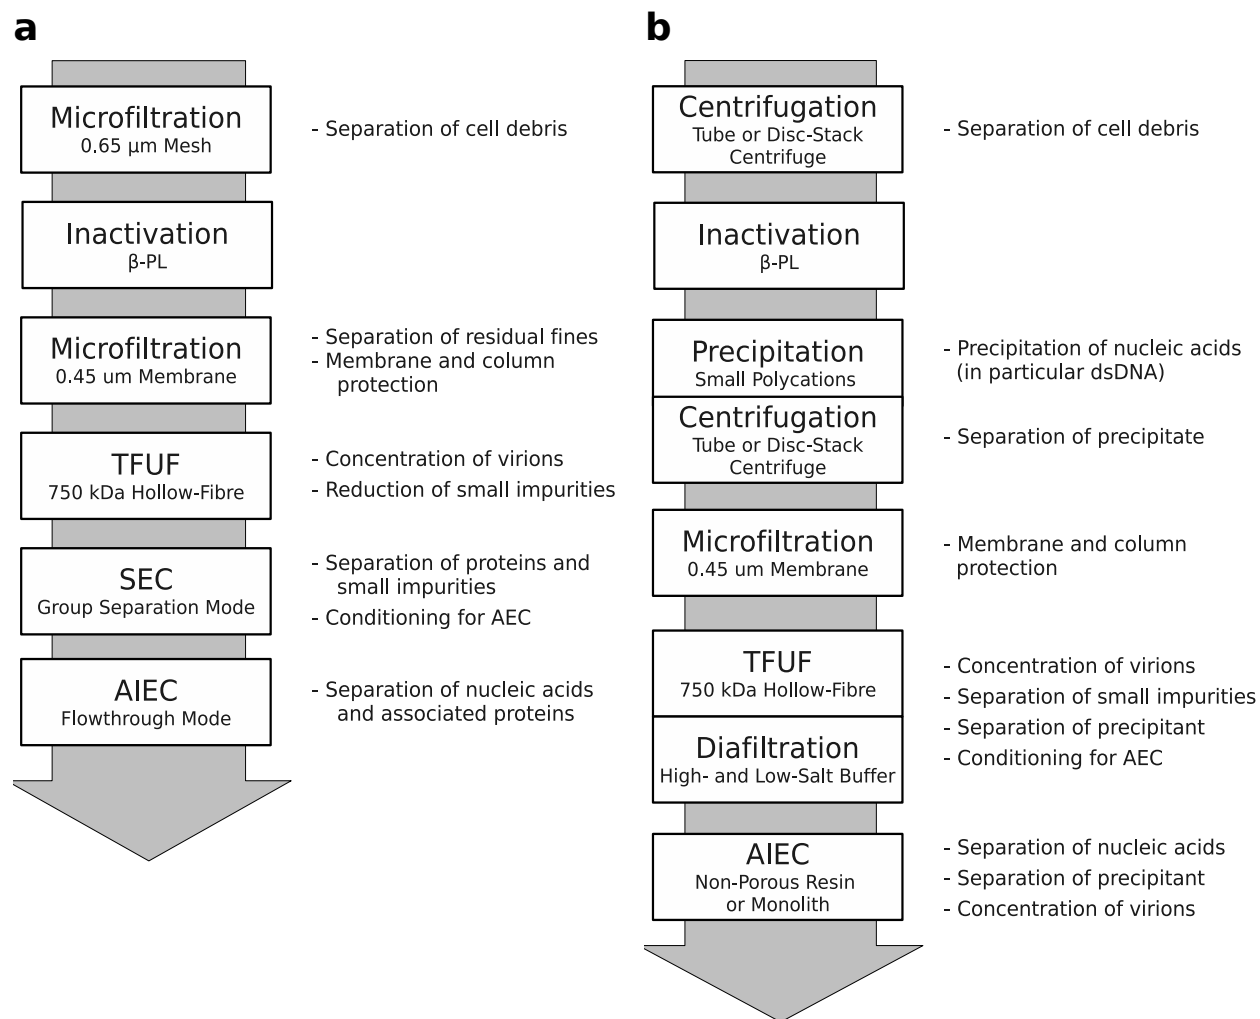 a
Microfiltration
0.65 µm Mesh
- Separation of cell debris
Inactivation
β-PL
Microfiltration
0.45 um Membrane
- Separation of residual fines
- Membrane and column
protection
TFUF
750 kDa Hollow-Fibre
- Concentration of virions
- Reduction of small impurities
SEC
Group Separation Mode
- Separation of proteins and
small impurities
- Conditioning for AEC
AIEC
Flowthrough Mode
- Separation of nucleic acids
and associated proteins
b
Centrifugation
Tube or Disc-Stack
Centrifuge
- Separation of cell debris
Inactivation
β-PL
Precipitation
Small Polycations
- Precipitation of nucleic acids
(in particular dsDNA)
Centrifugation
Tube or Disc-Stack
Centrifuge
- Separation of precipitate
Microfiltration
0.45 um Membrane
- Membrane and column
protection
TFUF
750 kDa Hollow-Fibre
Diafiltration
High- and Low-Salt Buffer
- Concentration of virions
- Separation of small impurities
- Separation of precipitant
- Conditioning for AEC
AIEC
Non-Porous Resin
or Monolith
- Separation of nucleic acids
- Separation of precipitant
- Concentration of virions